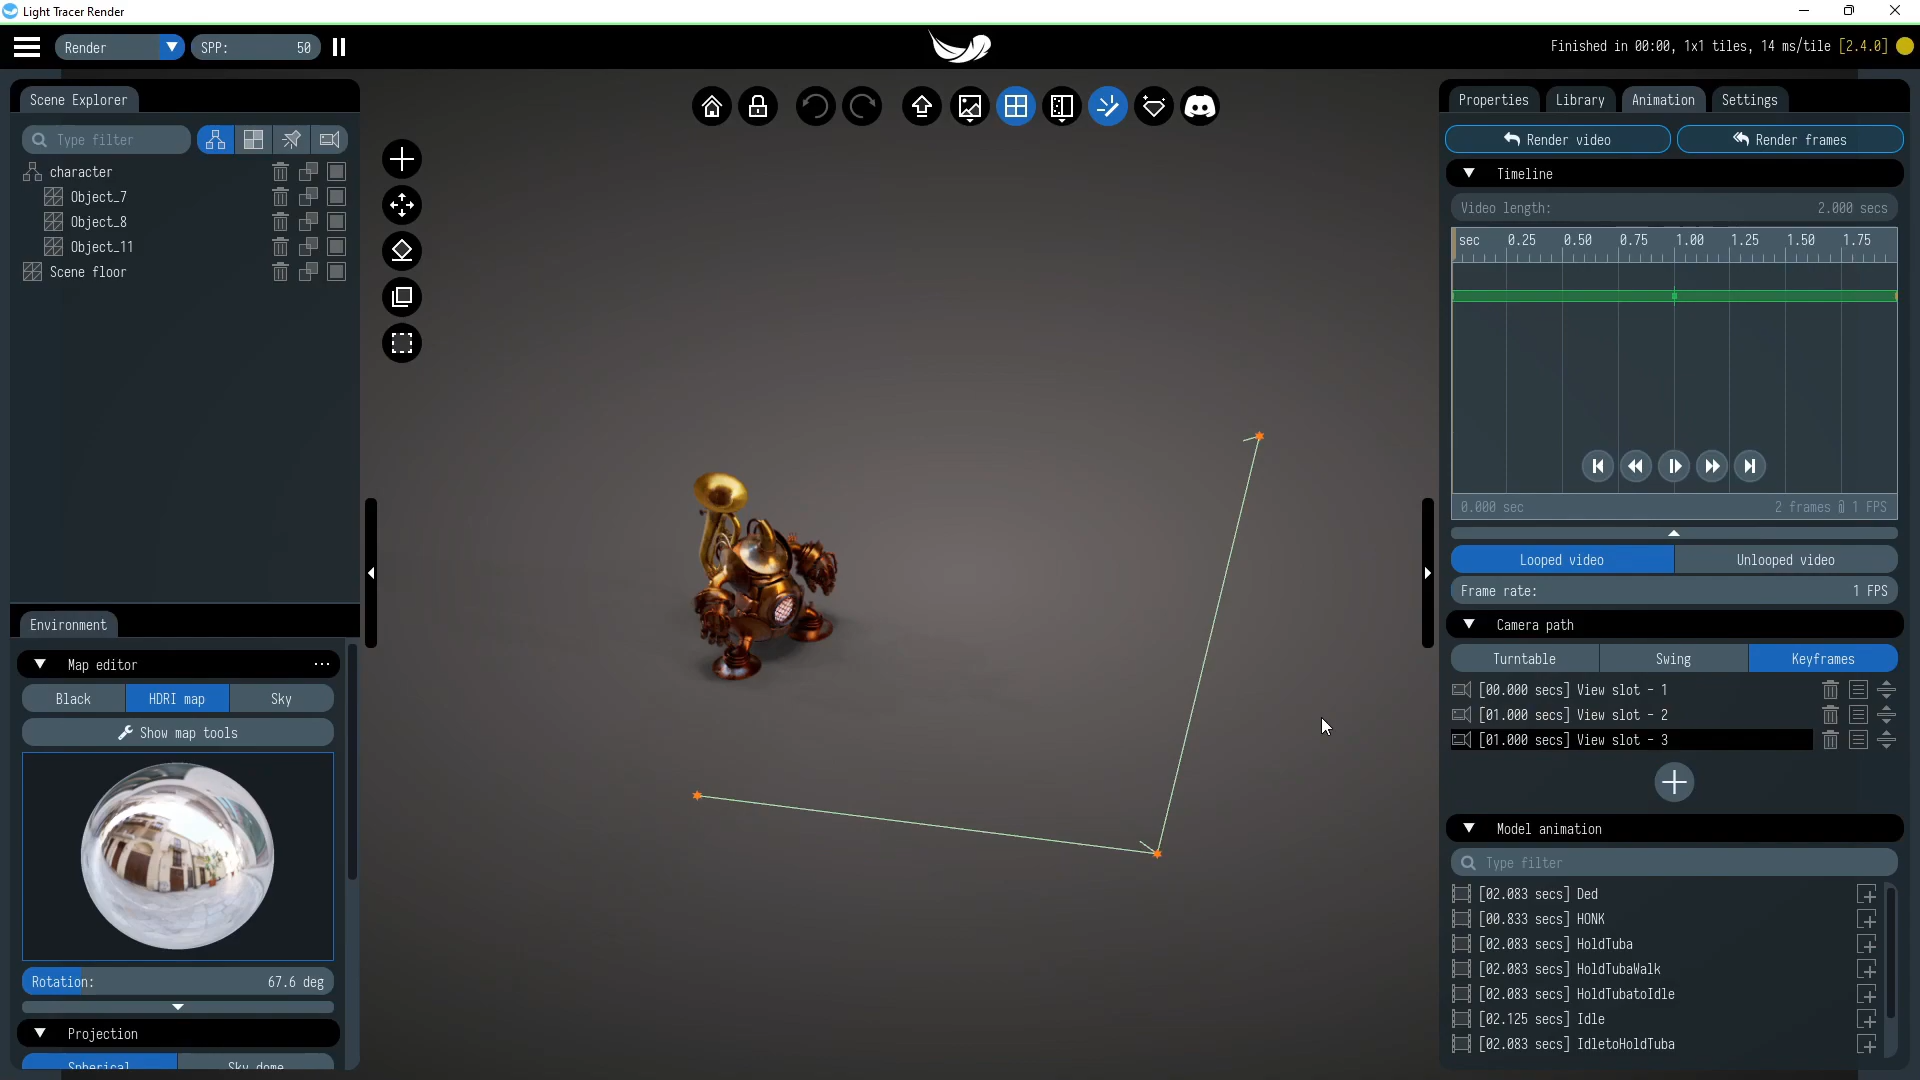 Light Tracer Render
Render
SPP: 50
Finished in 00:00, 1x1 tiles, 14 ms/tile [2.4.0]
Scene Explorer
Type filter
character
Object_7
Object_8
Object_11
Scene floor
Environment
Map editor
Black HDRI map Sky
Show map tools
Rotation: 67.6 deg
Projection
Spherical Sky dome
Properties Library Animation Settings
Render video Render frames
Timeline
Video length: 2.000 secs
sec 0.25 0.50 0.75 1.00 1.25 1.50 1.75
0.000 sec 2 frames @ 1 FPS
Looped video Unlooped video
Frame rate: 1 FPS
Camera path
Turntable Swing Keyframes
[00.000 secs] View slot - 1
[01.000 secs] View slot - 2
[01.000 secs] View slot - 3
Model animation
Type filter
[02.083 secs] Ded
[00.833 secs] HONK
[02.083 secs] HoldTuba
[02.083 secs] HoldTubaWalk
[02.083 secs] HoldTubatoIdle
[02.125 secs] Idle
[02.083 secs] IdletoHoldTuba